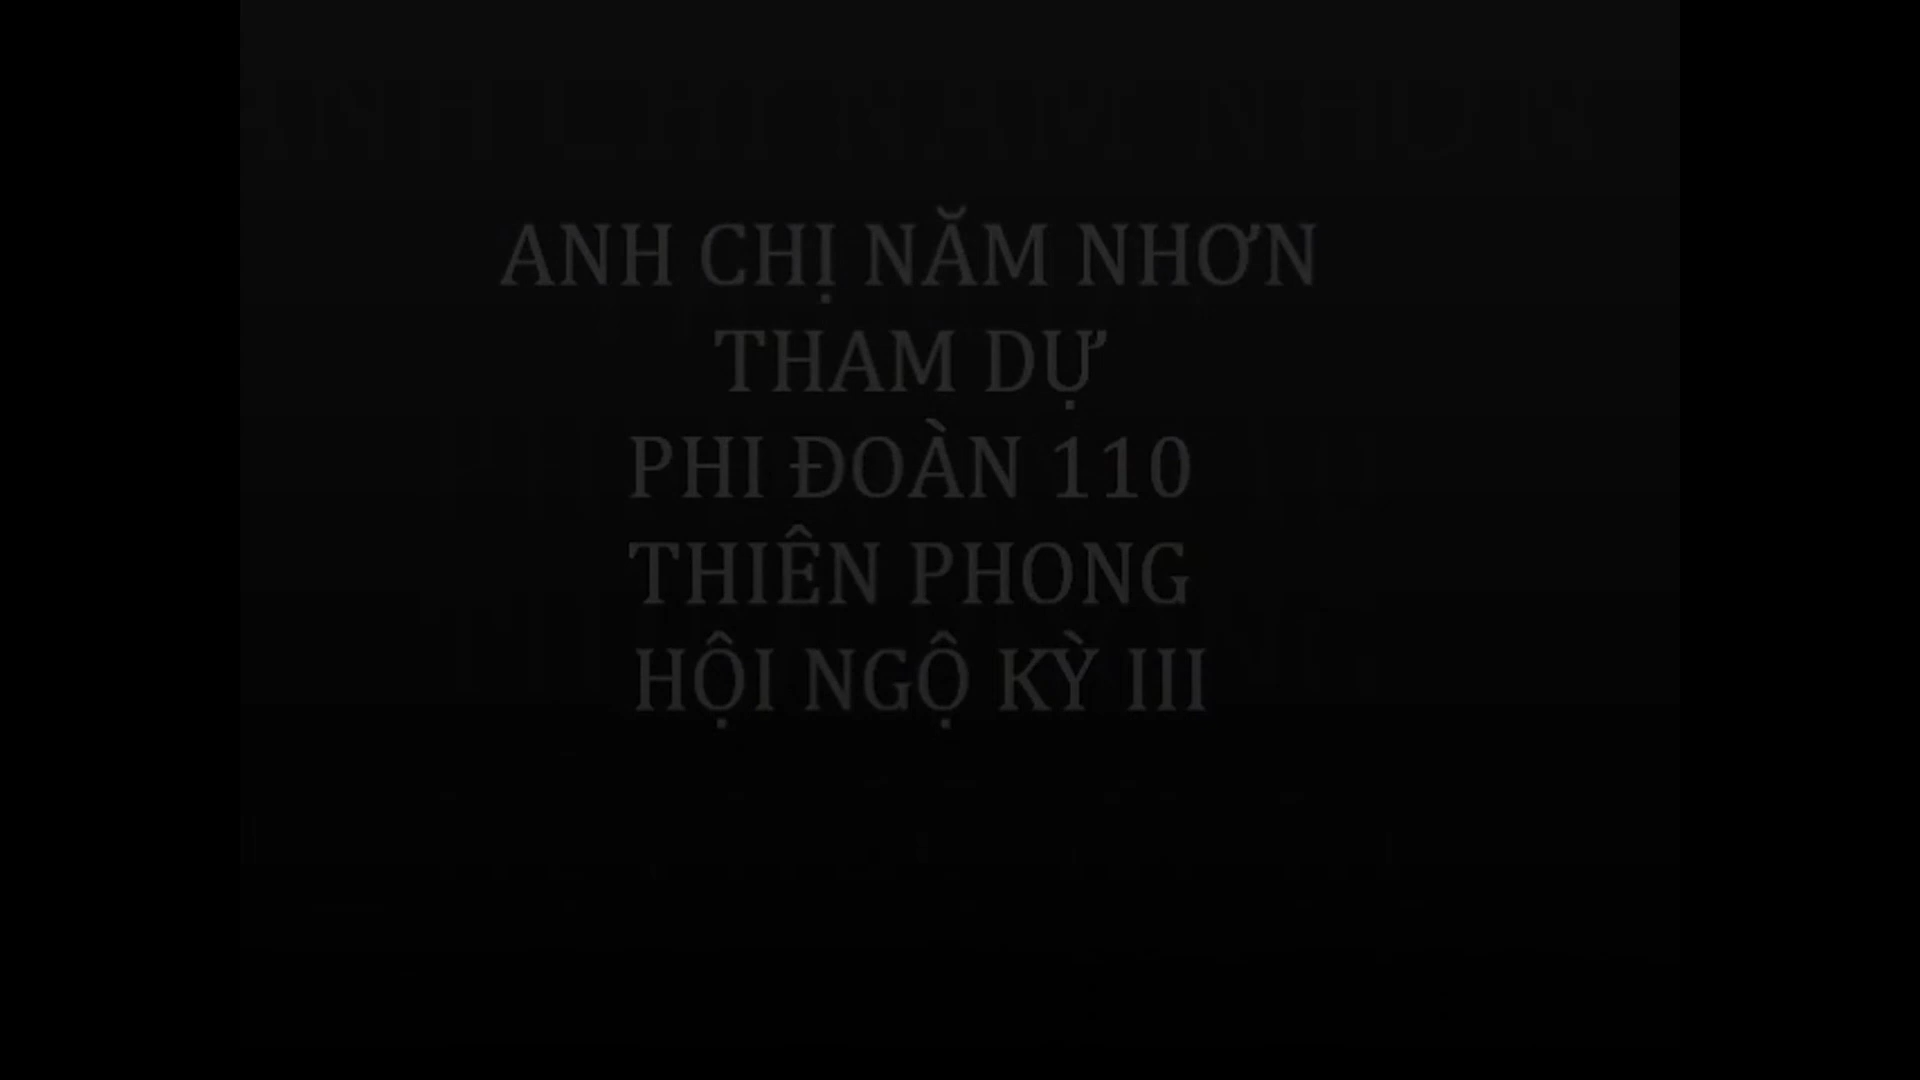 ANH CHỊ NĂM NHƠN
THAM DỰ
PHI ĐOÀN 110
THIÊN PHONG
HỘI NGỘ KỲ III